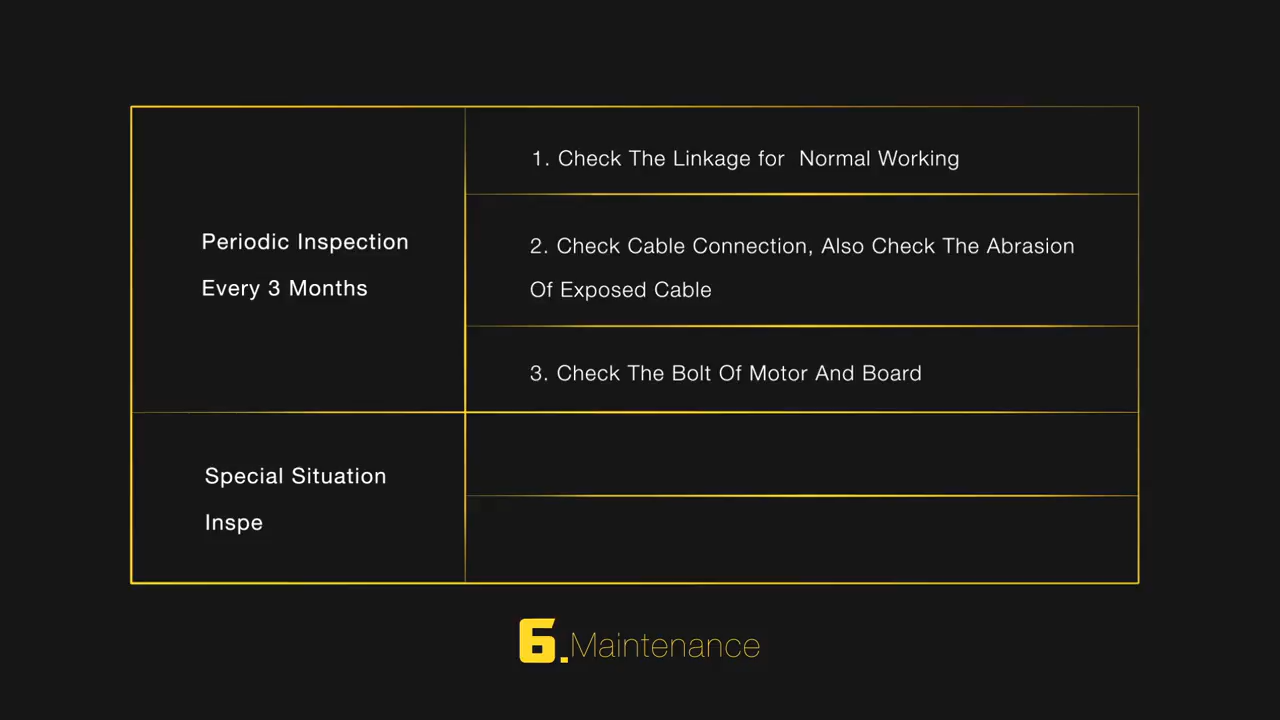 Periodic Inspection
Every 3 Months
1. Check The Linkage for  Normal Working
2. Check Cable Connection, Also Check The Abrasion
Of Exposed Cable
3. Check The Bolt Of Motor And Board
Special Situation
Inspe
6.Maintenance